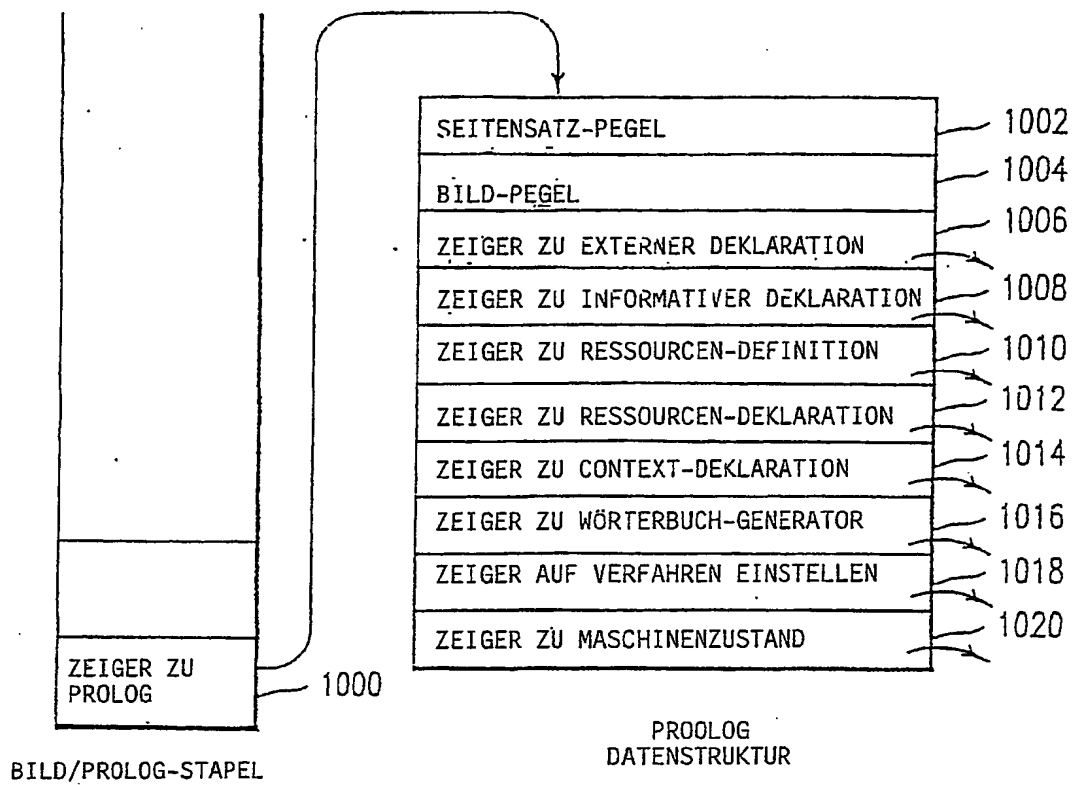 SEITENSATZ-PEGEL
1002
BILD-PEGEL
1004
ZEIGER ZU EXTERNER DEKLARATION
1006
ZEIGER ZU INFORMATIVER DEKLARATION
1008
ZEIGER ZU RESSOURCEN-DEFINITION
1010
ZEIGER ZU RESSOURCEN-DEKLARATION
1012
ZEIGER ZU CONTEXT-DEKLARATION
1014
ZEIGER ZU WÖRTERBUCH-GENERATOR
1016
ZEIGER AUF VERFAHREN EINSTELLEN
1018
ZEIGER ZU MASCHINENZUSTAND
1020
ZEIGER ZU
PROLOG
1000
PROOLOG
DATENSTRUKTUR
BILD/PROLOG-STAPEL